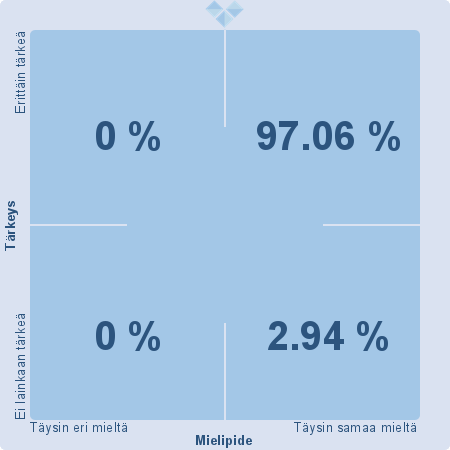 Erittäin tärkeä
0 %
97.06 %
Tärkeys
Ei lainkaan tärkeä
0 %
2.94 %
Täysin eri mieltä
Täysin samaa mieltä
Mielipide